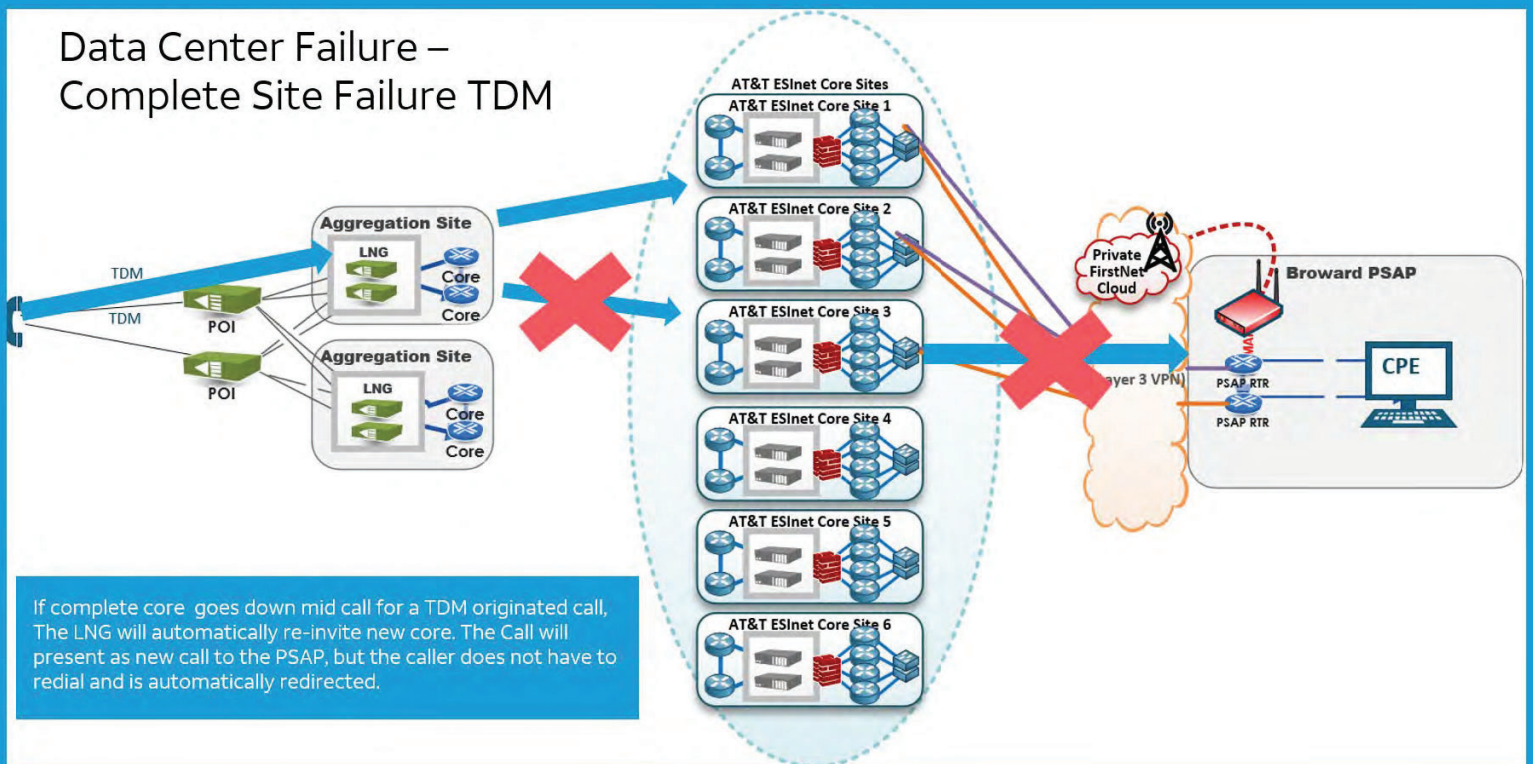 Data Center Failure –
Complete Site Failure TDM
TDM
TDM
POI
POI
Aggregation Site
LNG
Core
Core
Aggregation Site
LNG
Core
Core
AT&T ESInet Core Sites
AT&T ESInet Core Site 1
AT&T ESInet Core Site 2
AT&T ESInet Core Site 3
AT&T ESInet Core Site 4
AT&T ESInet Core Site 5
AT&T ESInet Core Site 6
Private
FirstNet
Cloud
ayer 3 VPN)
Broward PSAP
PSAP RTR
PSAP RTR
CPE
If complete core goes down mid call for a TDM originated call,
The LNG will automatically re-invite new core. The Call will
present as new call to the PSAP, but the caller does not have to
redial and is automatically redirected.